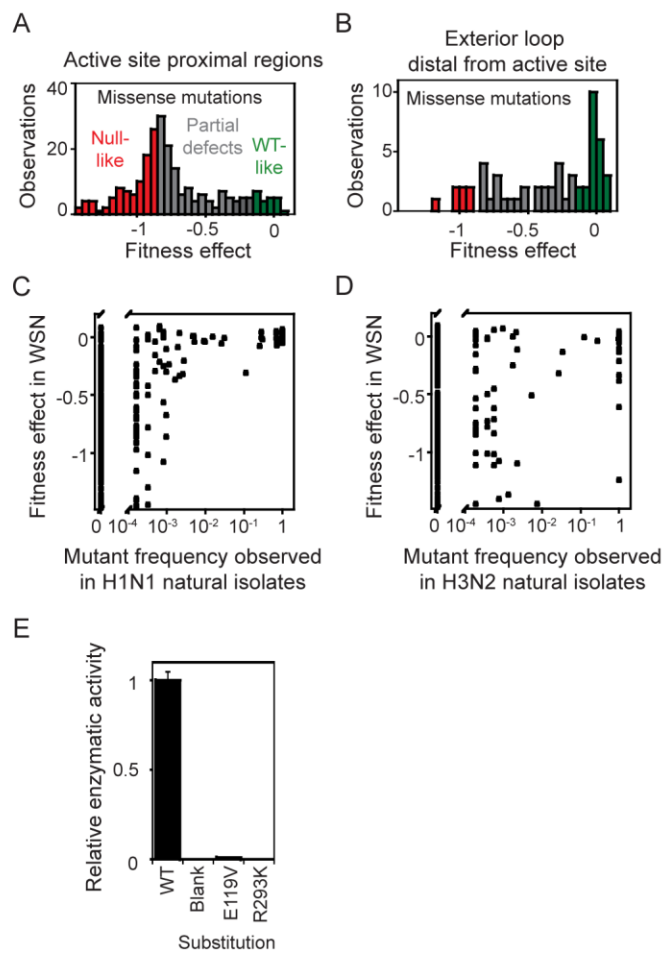 A
Active site proximal regions
Observations
40
20
0
Missense mutations
Null-
like
Partial
defects
WT-
like
-1
-0.5
0
Fitness effect
B
Exterior loop
distal from active site
Observations
10
5
0
Missense mutations
-1
-0.5
0
Fitness effect
C
Fitness effect in WSN
0
-0.5
-1
0
10-4
10-3
10-2
10-1
1
Mutant frequency observed
in H1N1 natural isolates
D
Fitness effect in WSN
0
-0.5
-1
0
10-4
10-3
10-2
10-1
1
Mutant frequency observed
in H3N2 natural isolates
E
Relative enzymatic activity
1
0.5
0
WT
Blank
E119V
R293K
Substitution